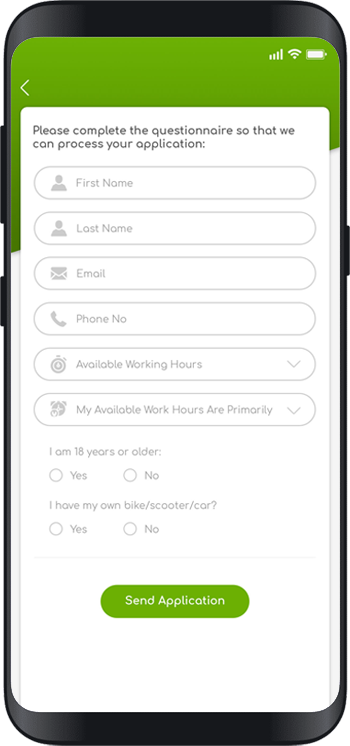 Please complete the questionnaire so that we
can process your application:
First Name
Last Name
Email
Phone No
Available Working Hours
My Available Work Hours Are Primarily
I am 18 years or older:
Yes No
I have my own bike/scooter/car?
Yes No
Send Application